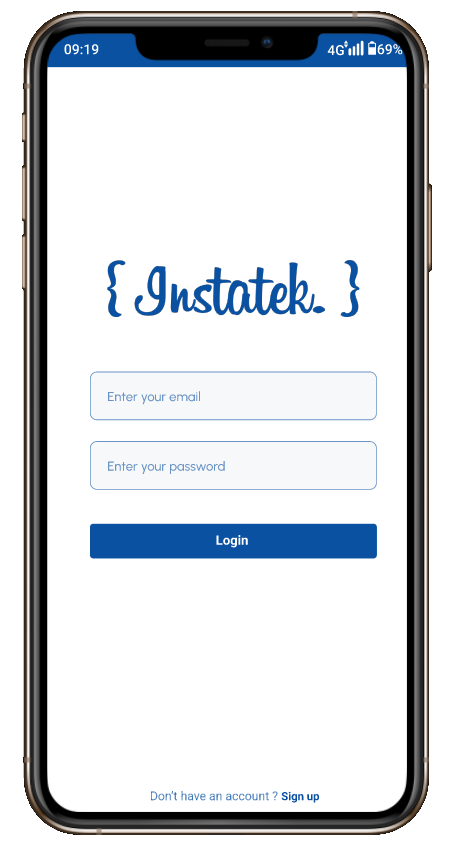 09:19 4G 69%
{ Instatek. }
Enter your email
Enter your password
Login
Don't have an account ? Sign up